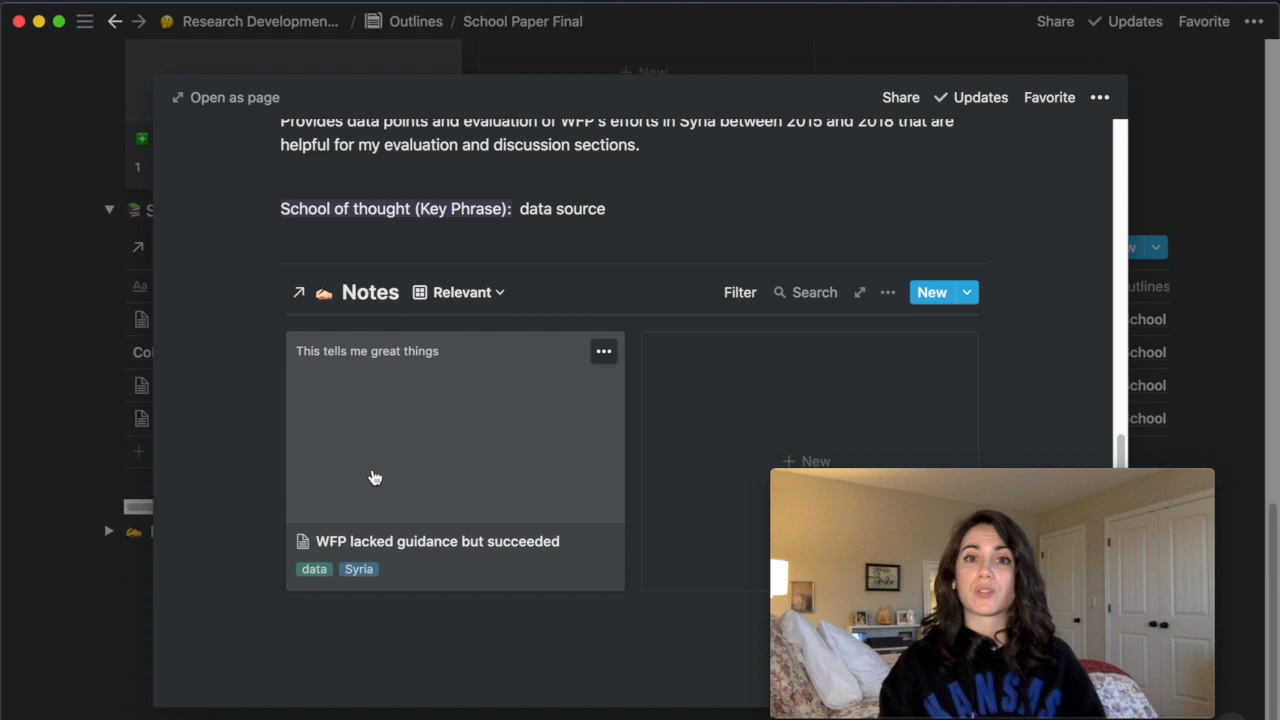 Research Developmen... / Outlines / School Paper Final
Share Updates Favorite
New
Open as page
Share Updates Favorite
Provides data points and evaluation of WFP's efforts in Syria between 2015 and 2018 that are
helpful for my evaluation and discussion sections.
1
School of thought (Key Phrase): data source
S
w
Notes Relevant
Filter Search New
Aa
utlines
chool
This tells me great things
Co
chool
chool
chool
+ New
WFP lacked guidance but succeeded
data Syria
KANSAS